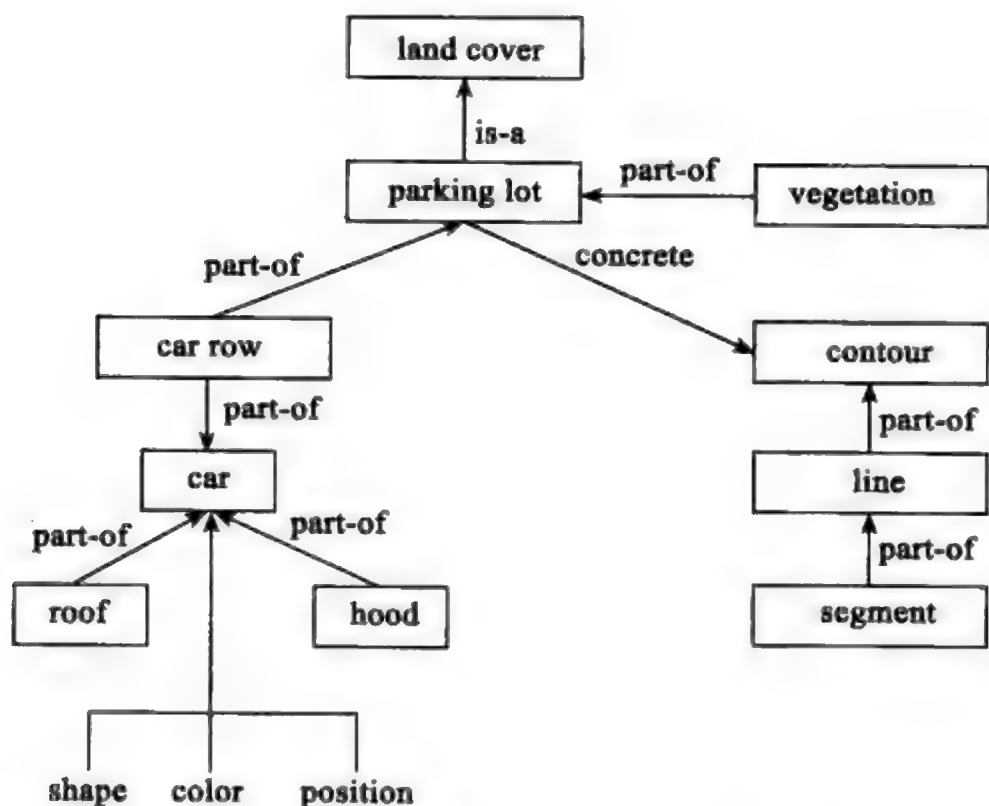 land cover
is-a
parking lot
part-of
vegetation
part-of
concrete
car row
contour
part-of
part-of
car
line
part-of
part-of
part-of
roof
hood
segment
shape color position